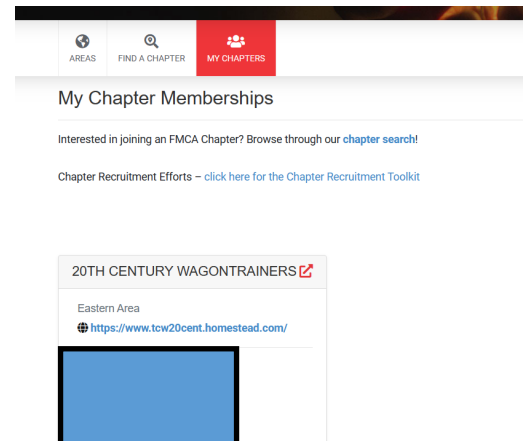 AREAS
FIND A CHAPTER
MY CHAPTERS
My Chapter Memberships
Interested in joining an FMCA Chapter? Browse through our chapter search!
Chapter Recruitment Efforts – click here for the Chapter Recruitment Toolkit
20TH CENTURY WAGONTRAINERS
Eastern Area
https://www.tcw20cent.homestead.com/